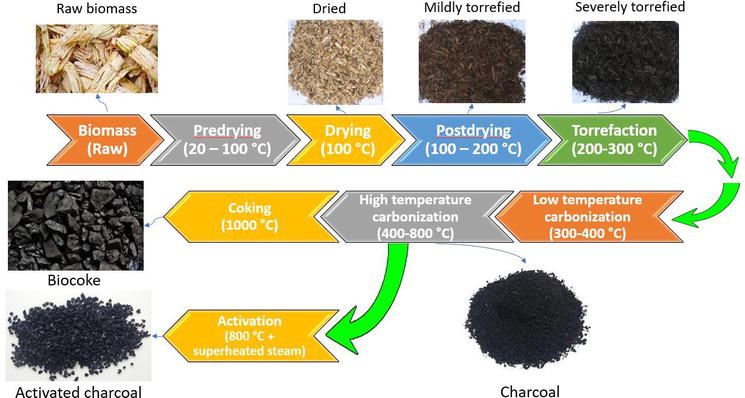 Raw biomass
Dried
Mildly torrefied
Severely torrefied
Biomass
(Raw)
Predrying
(20 – 100 °C)
Drying
(100 °C)
Postdrying
(100 – 200 °C)
Torrefaction
(200-300 °C)
Coking
(1000 °C)
High temperature
carbonization
(400-800 °C)
Low temperature
carbonization
(300-400 °C)
Biocoke
Activation
(800 °C +
superheated steam)
Activated charcoal
Charcoal